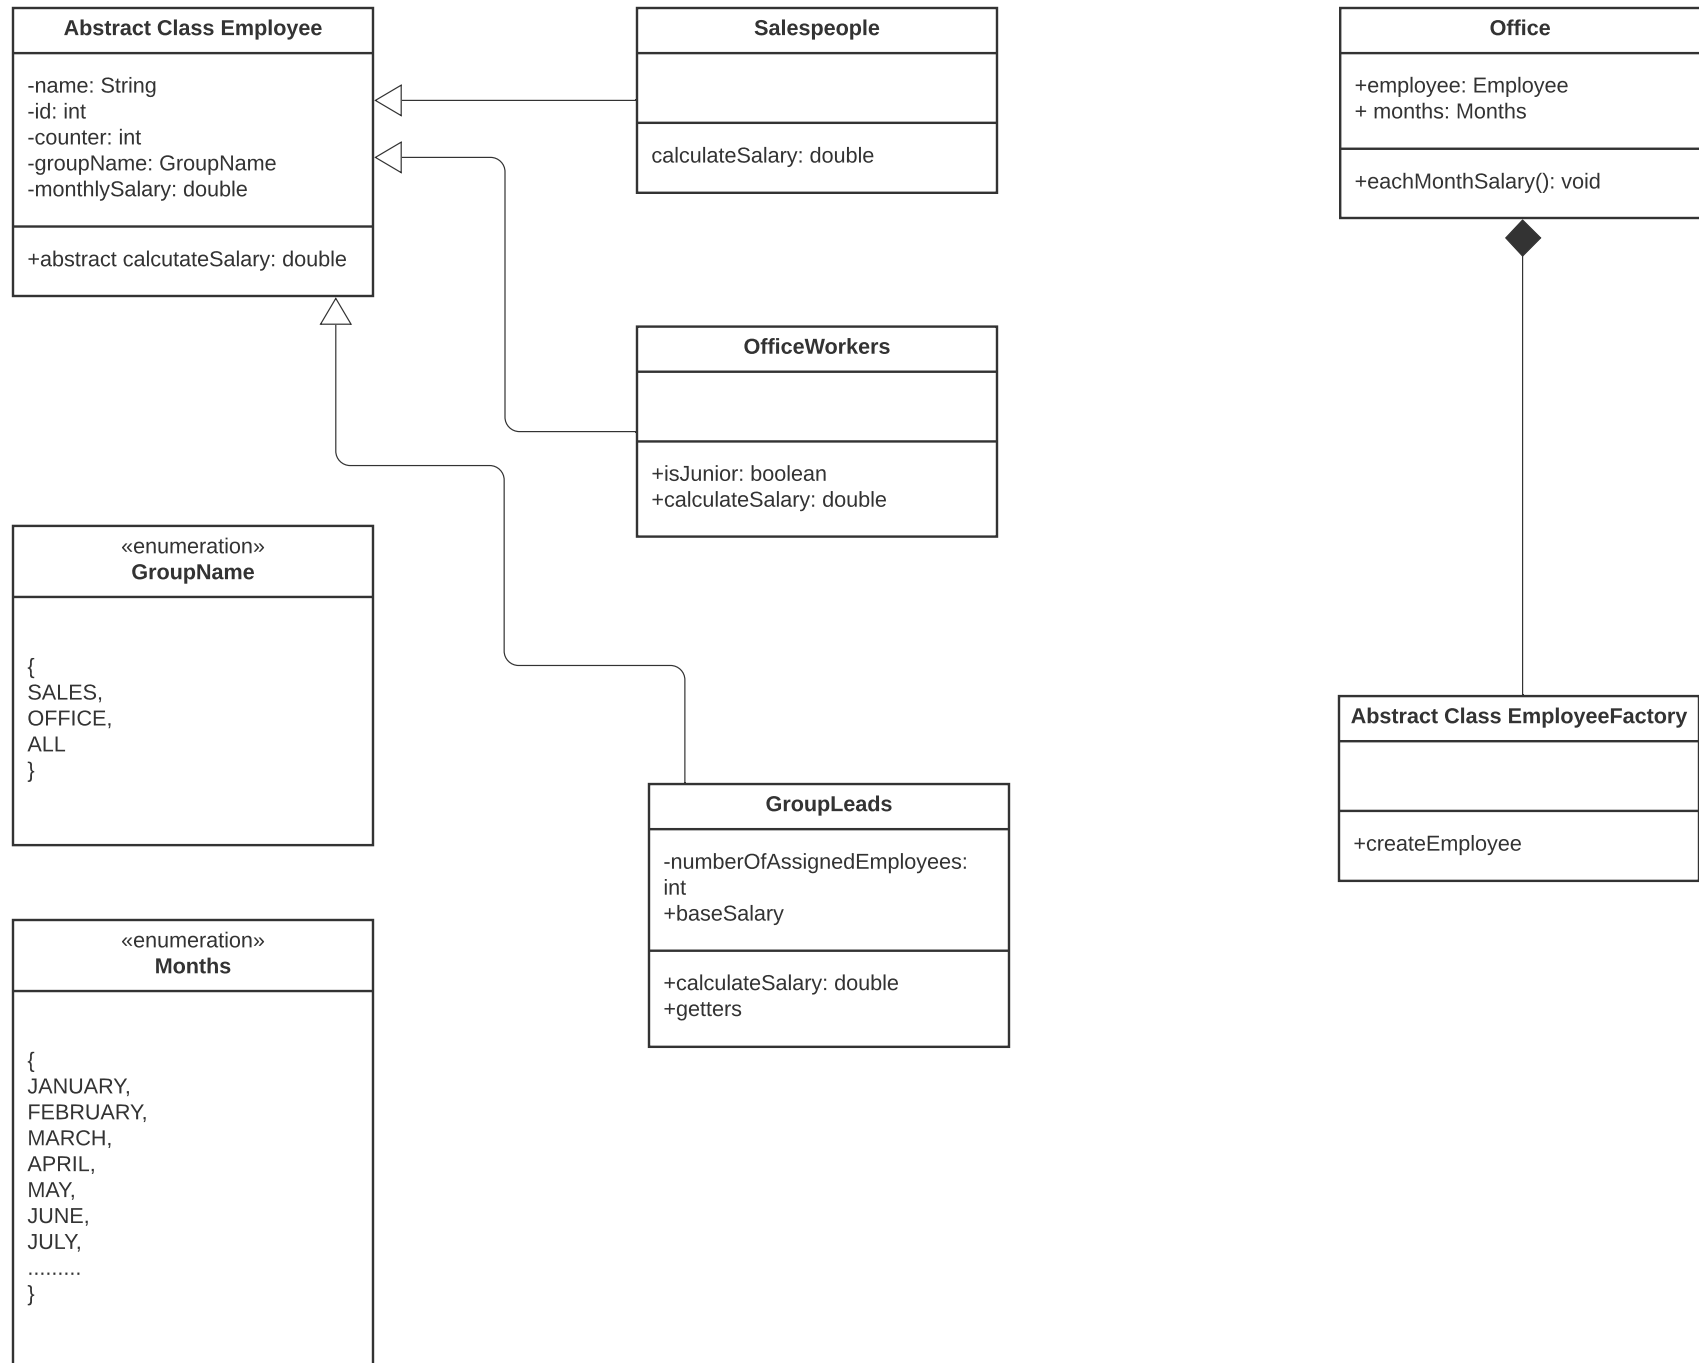 Abstract Class Employee
-name: String
-id: int
-counter: int
-groupName: GroupName
-monthlySalary: double
+abstract calcutateSalary: double
Salespeople
calculateSalary: double
Office
+employee: Employee
+ months: Months
+eachMonthSalary(): void
OfficeWorkers
+isJunior: boolean
+calculateSalary: double
«enumeration»
GroupName
{
SALES,
OFFICE,
ALL
}
GroupLeads
-numberOfAssignedEmployees:
int
+baseSalary
+calculateSalary: double
+getters
Abstract Class EmployeeFactory
+createEmployee
«enumeration»
Months
{
JANUARY,
FEBRUARY,
MARCH,
APRIL,
MAY,
JUNE,
JULY,
.........
}